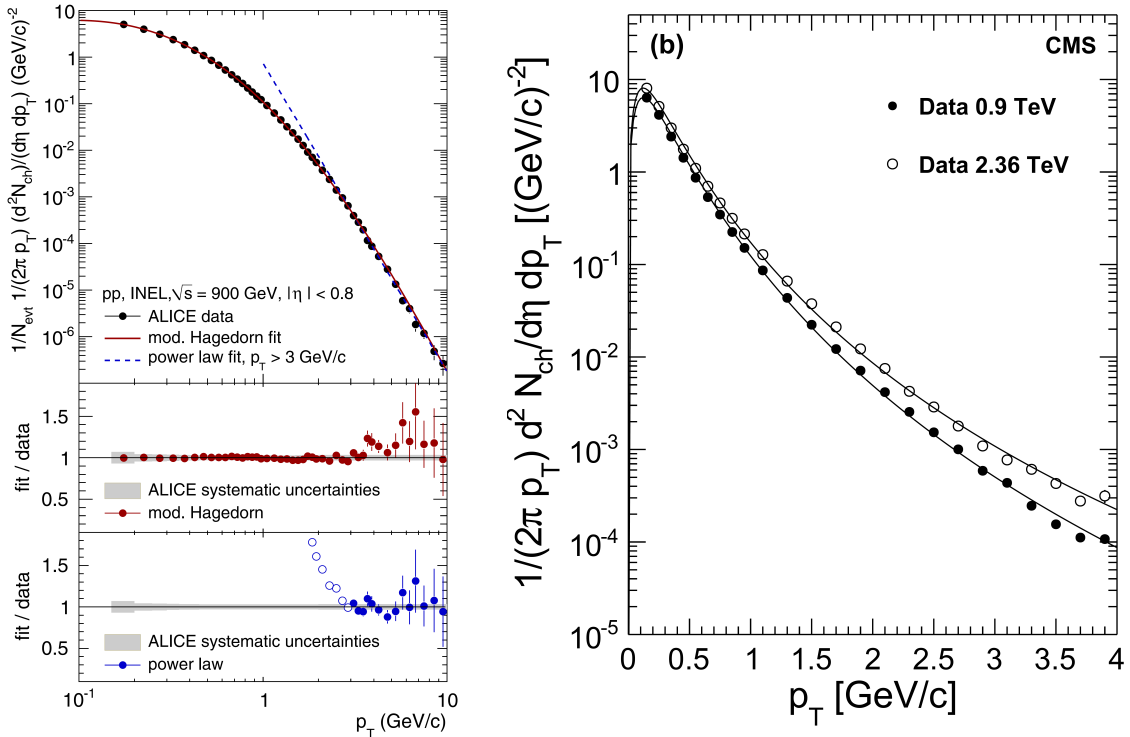 1/N_evt 1/(2π p_T) (d²N_ch)/(dη dp_T) (GeV/c)⁻²
10
1
10⁻¹
10⁻²
10⁻³
10⁻⁴
10⁻⁵
10⁻⁶
pp, INEL,√s = 900 GeV, |η| < 0.8
ALICE data
mod. Hagedorn fit
power law fit, p_T > 3 GeV/c
fit / data
1.5
1
0.5
ALICE systematic uncertainties
mod. Hagedorn
fit / data
1.5
1
0.5
ALICE systematic uncertainties
power law
10⁻¹ 1 10
p_T (GeV/c)
(b) CMS
1/(2π p_T) d² N_ch/dη dp_T [(GeV/c)⁻²]
10
1
10⁻¹
10⁻²
10⁻³
10⁻⁴
10⁻⁵
Data 0.9 TeV
Data 2.36 TeV
0 0.5 1 1.5 2 2.5 3 3.5 4
p_T [GeV/c]